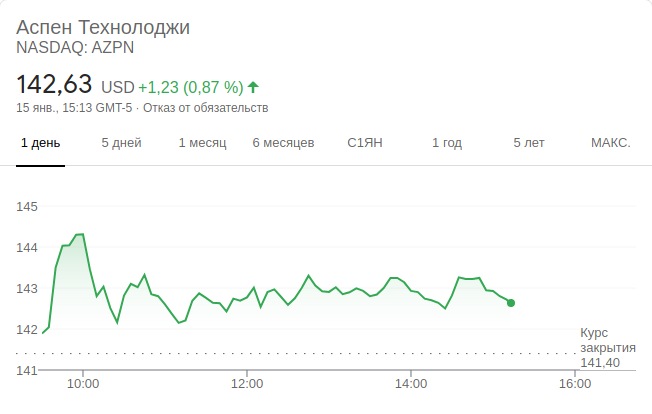 Аспен Технолоджи
NASDAQ: AZPN
142,63 USD +1,23 (0,87 %)
15 янв., 15:13 GMT-5 · Отказ от обязательств
1 день 5 дней 1 месяц 6 месяцев С1ЯН 1 год 5 лет МАКС.
145
144
143
142
141
Курс
закрытия
141,40
10:00 12:00 14:00 16:00